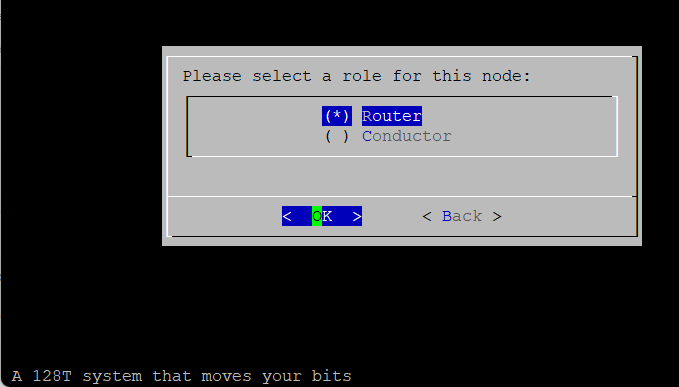 Please select a role for this node:
(*) Router
( ) Conductor
< OK > < Back >
A 128T system that moves your bits